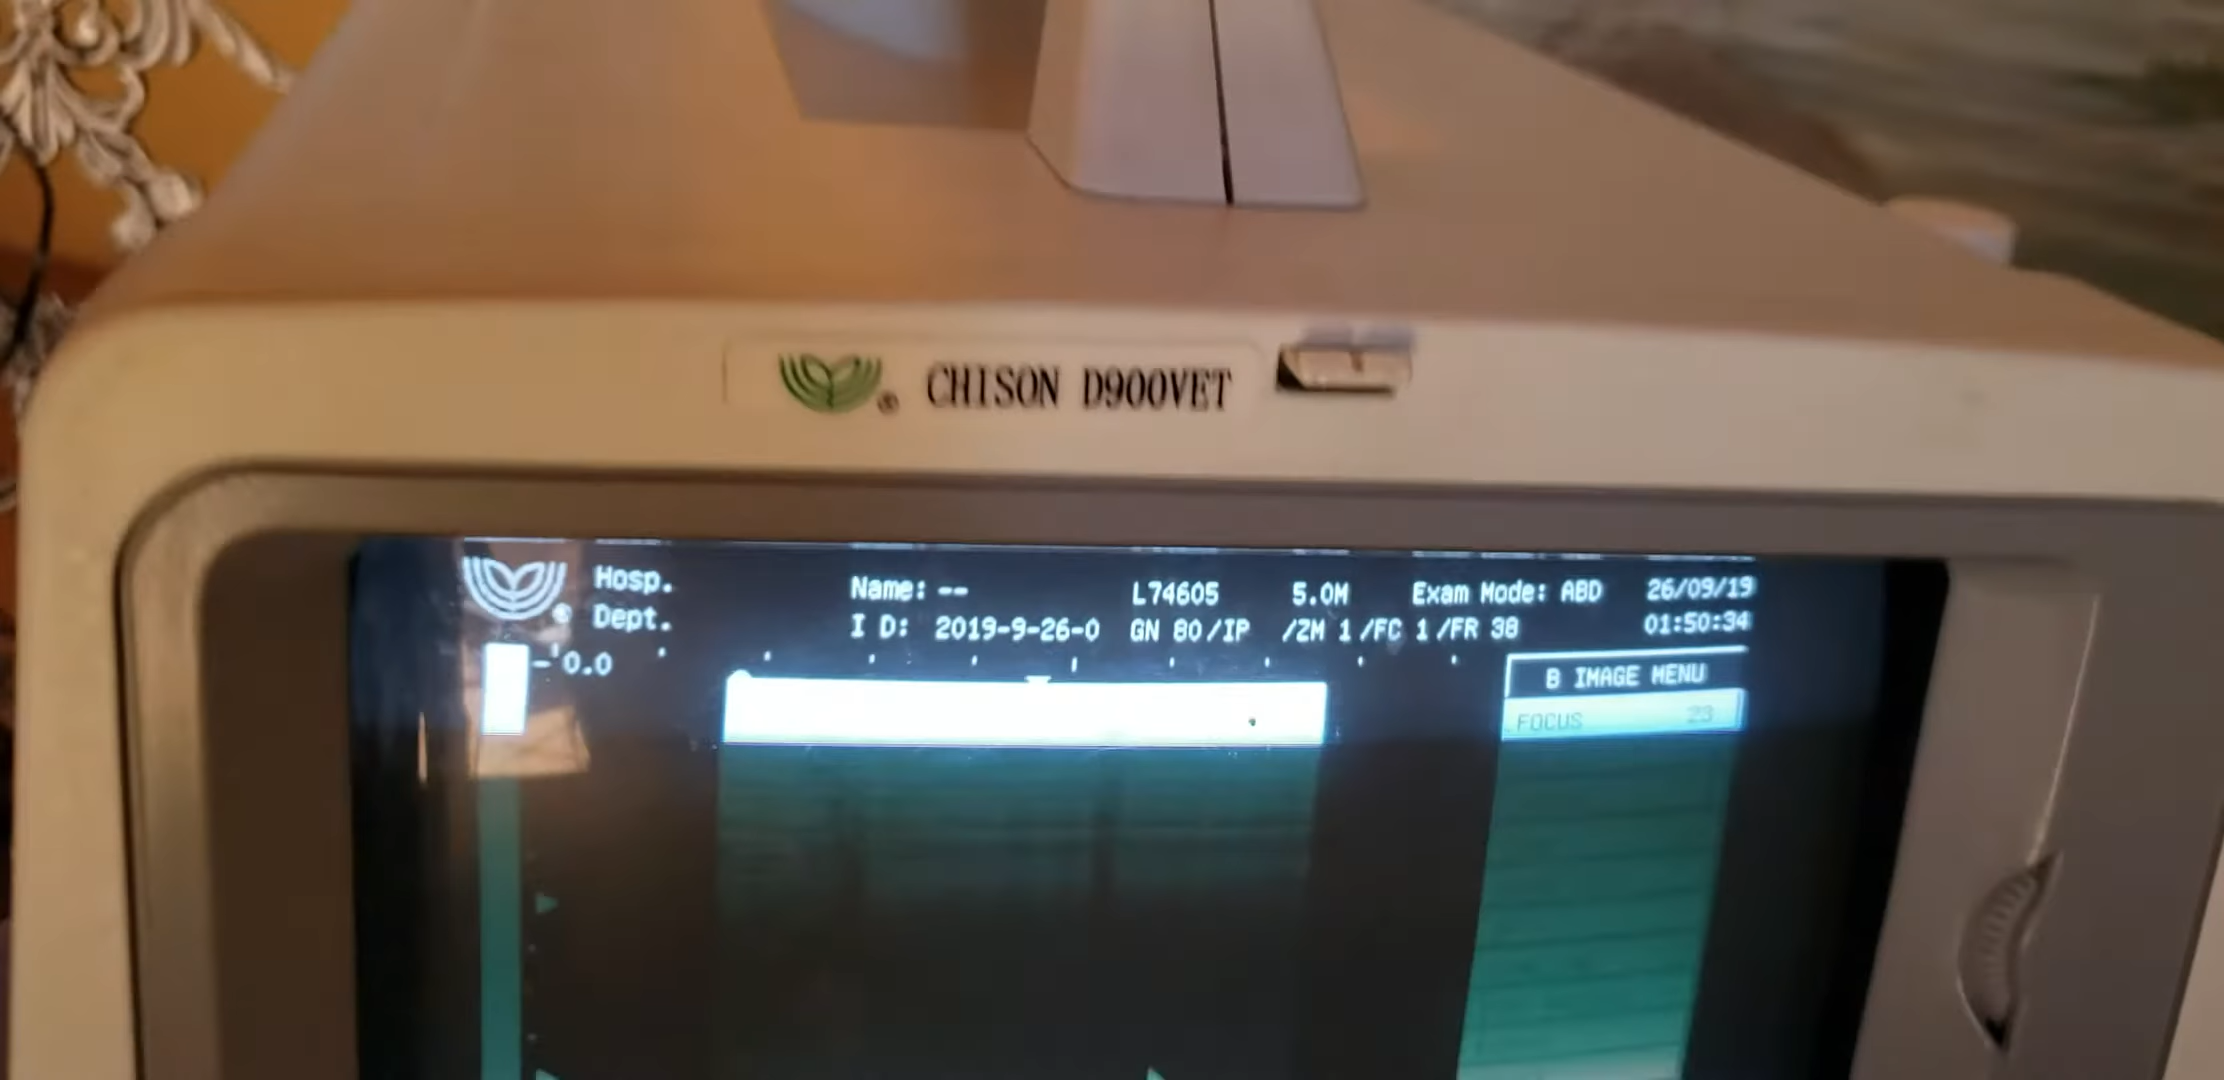 ® CHISON D900VET
Hosp. Name: -- L74605 5.0M Exam Mode: ABD 26/09/19
Dept. I D: 2019-9-26-0 GN 80/IP /ZM 1/FC 1/FR 38 01:50:34
0.0
B IMAGE MENU
FOCUS 23